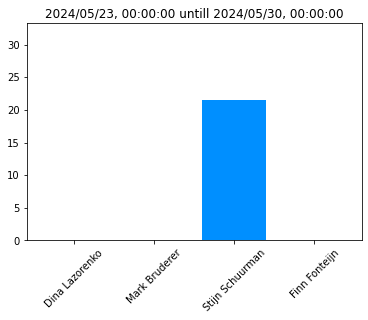 2024/05/23, 00:00:00 untill 2024/05/30, 00:00:00
30
25
20
15
10
5
0
Dina Lazorenko
Mark Bruderer
Stijn Schuurman
Finn Fonteijn